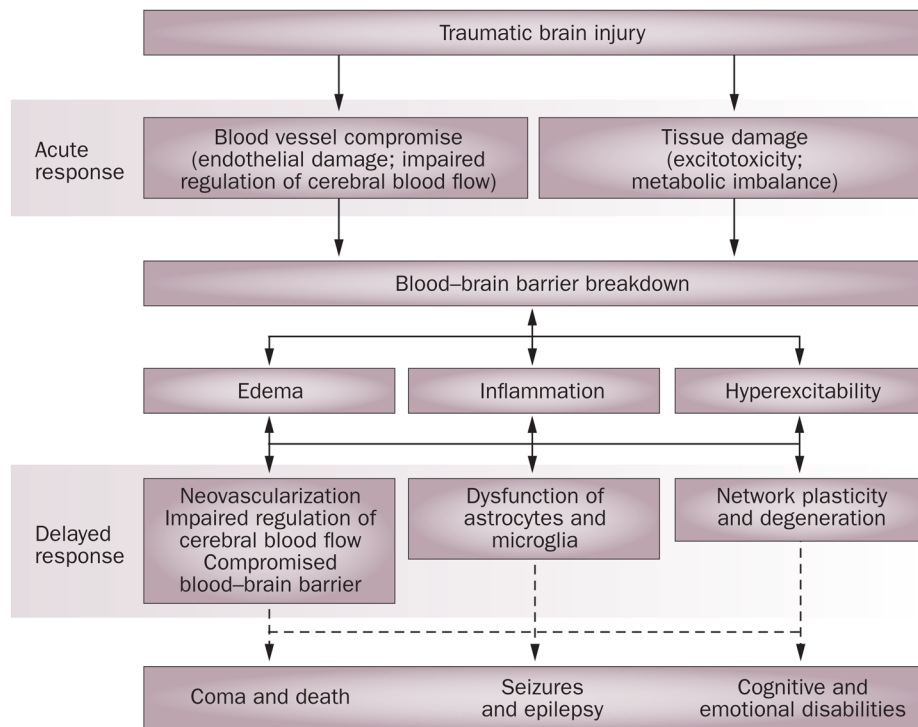 Traumatic brain injury
Acute
response
Blood vessel compromise
(endothelial damage; impaired
regulation of cerebral blood flow)
Tissue damage
(excitotoxicity;
metabolic imbalance)
Blood–brain barrier breakdown
Edema
Inflammation
Hyperexcitability
Delayed
response
Neovascularization
Impaired regulation of
cerebral blood flow
Compromised
blood–brain barrier
Dysfunction of
astrocytes and
microglia
Network plasticity
and degeneration
Coma and death
Seizures
and epilepsy
Cognitive and
emotional disabilities